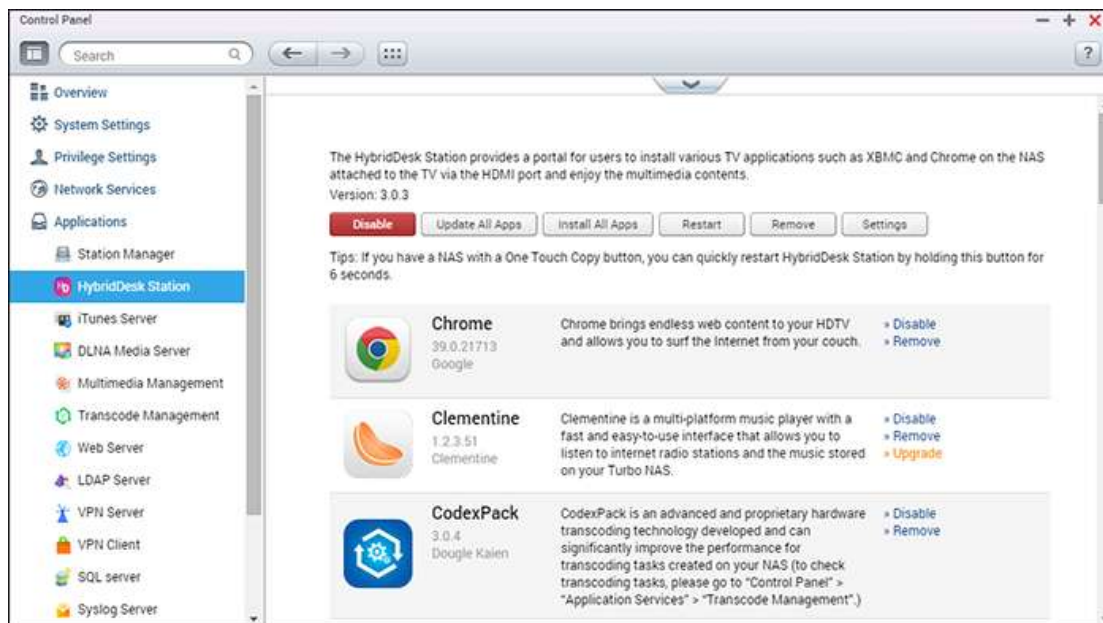 Control Panel
Search
?
Overview
System Settings
Privilege Settings
Network Services
Applications
Station Manager
HybridDesk Station
iTunes Server
DLNA Media Server
Multimedia Management
Transcode Management
Web Server
LDAP Server
VPN Server
VPN Client
SQL server
Syslog Server
The HybridDesk Station provides a portal for users to install various TV applications such as XBMC and Chrome on the NAS
attached to the TV via the HDMI port and enjoy the multimedia contents.
Version: 3.0.3
Disable Update All Apps Install All Apps Restart Remove Settings
Tips: If you have a NAS with a One Touch Copy button, you can quickly restart HybridDesk Station by holding this button for
6 seconds.
Chrome
39.0.21713
Google
Chrome brings endless web content to your HDTV
and allows you to surf the Internet from your couch.
» Disable
» Remove
Clementine
1.2.3.51
Clementine
Clementine is a multi-platform music player with a
fast and easy-to-use interface that allows you to
listen to internet radio stations and the music stored
on your Turbo NAS.
» Disable
» Remove
» Upgrade
CodexPack
3.0.4
Dougle Kaien
CodexPack is an advanced and proprietary hardware
transcoding technology developed and can
significantly improve the performance for
transcoding tasks created on your NAS (to check
transcoding tasks, please go to "Control Panel" >
"Application Services" > "Transcode Management".)
» Disable
» Remove